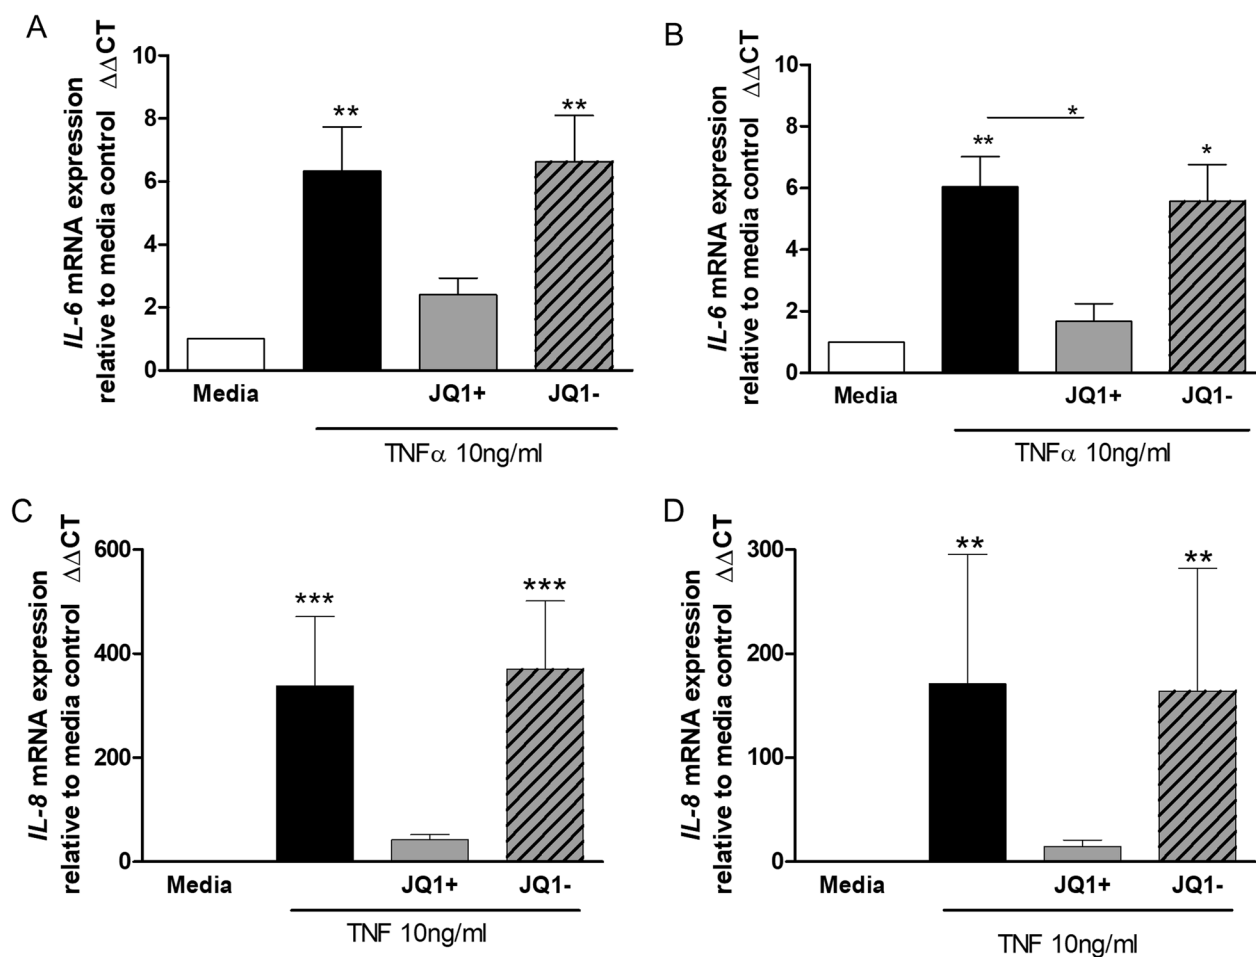 A
IL-6 mRNA expression
relative to media control ΔΔCT
10
8
6
4
2
0
**
**
Media
JQ1+
JQ1-
TNFα 10ng/ml
B
IL-6 mRNA expression
relative to media control ΔΔCT
10
8
6
4
2
0
*
**
*
Media
JQ1+
JQ1-
TNFα 10ng/ml
C
IL-8 mRNA expression
relative to media control ΔΔCT
600
400
200
0
***
***
Media
JQ1+
JQ1-
TNF 10ng/ml
D
IL-8 mRNA expression
relative to media control ΔΔCT
300
200
100
0
**
**
Media
JQ1+
JQ1-
TNF 10ng/ml